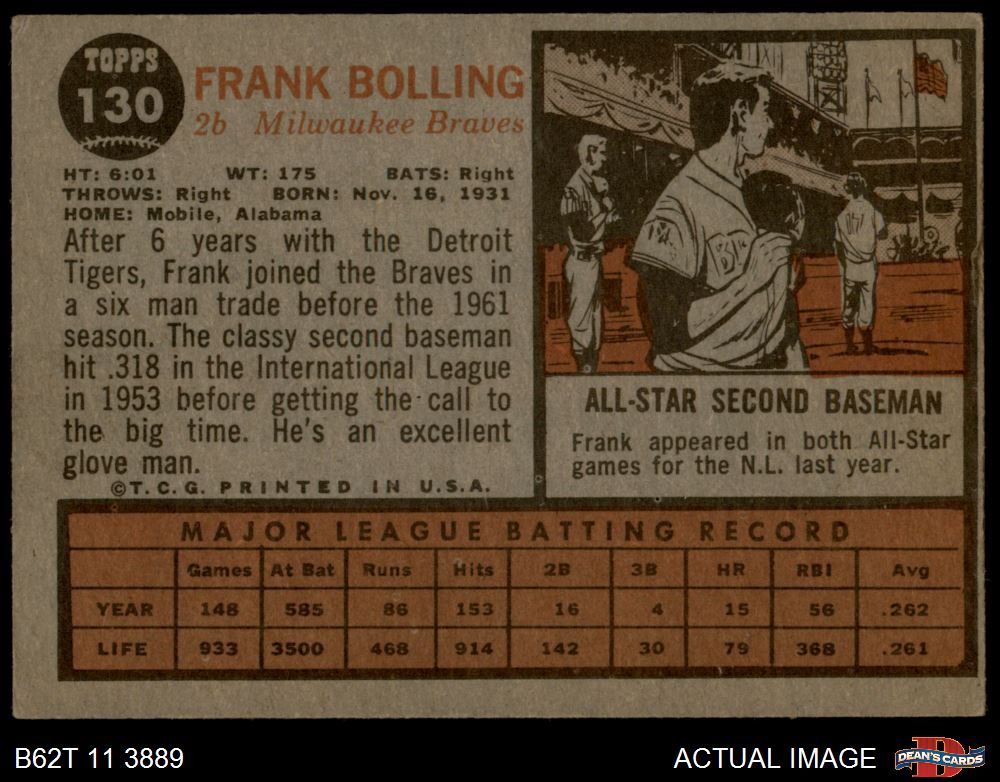 TOPPS
130
FRANK BOLLING
2b Milwaukee Braves
HT: 6:01 WT: 175 BATS: Right
THROWS: Right BORN: Nov. 16, 1931
HOME: Mobile, Alabama
After 6 years with the Detroit
Tigers, Frank joined the Braves in
a six man trade before the 1961
season. The classy second baseman
hit .318 in the International League
in 1953 before getting the call to
the big time. He's an excellent
glove man.
©T.C.G. PRINTED IN U.S.A.
ALL-STAR SECOND BASEMAN
Frank appeared in both All-Star
games for the N.L. last year.
MAJOR LEAGUE BATTING RECORD
Games At Bat Runs Hits 2B 3B HR RBI Avg
YEAR 148 585 86 153 16 4 15 56 .262
LIFE 933 3500 468 914 142 30 79 368 .261
B62T 11 3889
ACTUAL IMAGE
DEAN'S CARDS